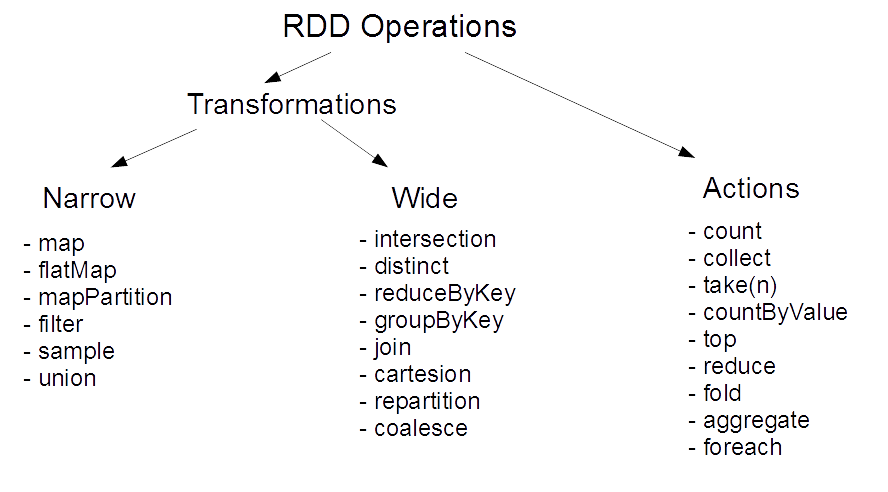 RDD Operations
Transformations
Narrow
- map
- flatMap
- mapPartition
- filter
- sample
- union
Wide
- intersection
- distinct
- reduceByKey
- groupByKey
- join
- cartesion
- repartition
- coalesce
Actions
- count
- collect
- take(n)
- countByValue
- top
- reduce
- fold
- aggregate
- foreach